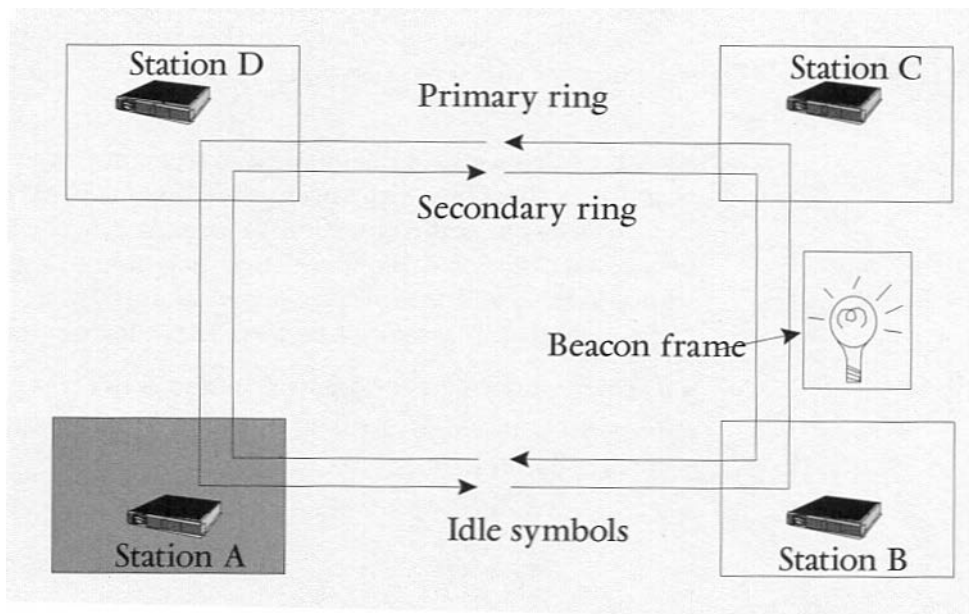 Station D
Station C
Primary ring
Secondary ring
Beacon frame
Idle symbols
Station A
Station B